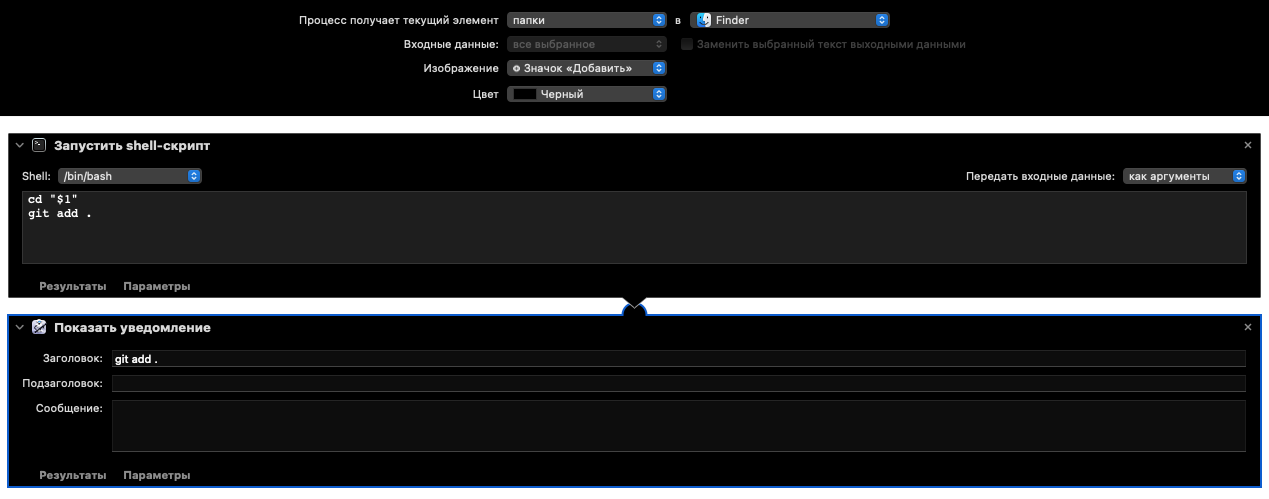 Процесс получает текущий элемент папки в Finder
Входные данные: все выбранное Заменить выбранный текст выходными данными
Изображение Значок «Добавить»
Цвет Черный
Запустить shell-скрипт
Shell: /bin/bash Передать входные данные: как аргументы
cd "$1"
git add .
Результаты Параметры
Показать уведомление
Заголовок: git add .
Подзаголовок:
Сообщение:
Результаты Параметры